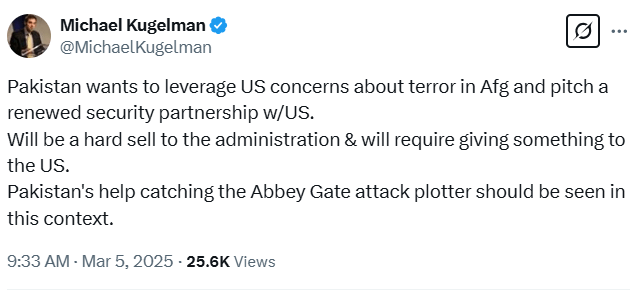 Michael Kugelman
@MichaelKugelman
Pakistan wants to leverage US concerns about terror in Afg and pitch a
renewed security partnership w/US.
Will be a hard sell to the administration & will require giving something to
the US.
Pakistan's help catching the Abbey Gate attack plotter should be seen in
this context.
9:33 AM · Mar 5, 2025 · 25.6K Views